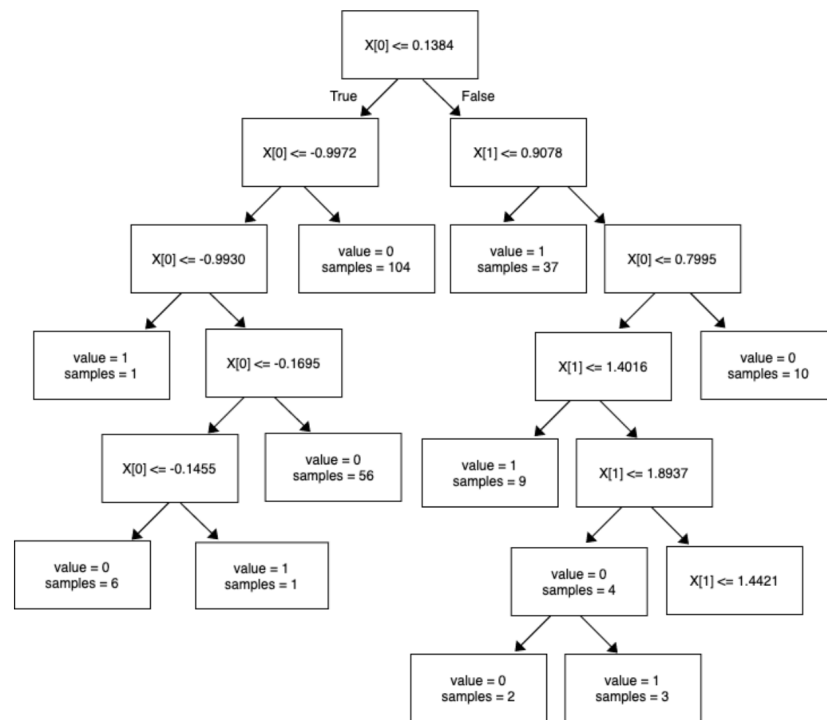 X[0] <= 0.1384
True
False
X[0] <= -0.9972
X[1] <= 0.9078
X[0] <= -0.9930
value = 0
samples = 104
value = 1
samples = 37
X[0] <= 0.7995
value = 1
samples = 1
X[0] <= -0.1695
X[1] <= 1.4016
value = 0
samples = 10
X[0] <= -0.1455
value = 0
samples = 56
value = 1
samples = 9
X[1] <= 1.8937
value = 0
samples = 6
value = 1
samples = 1
value = 0
samples = 4
X[1] <= 1.4421
value = 0
samples = 2
value = 1
samples = 3